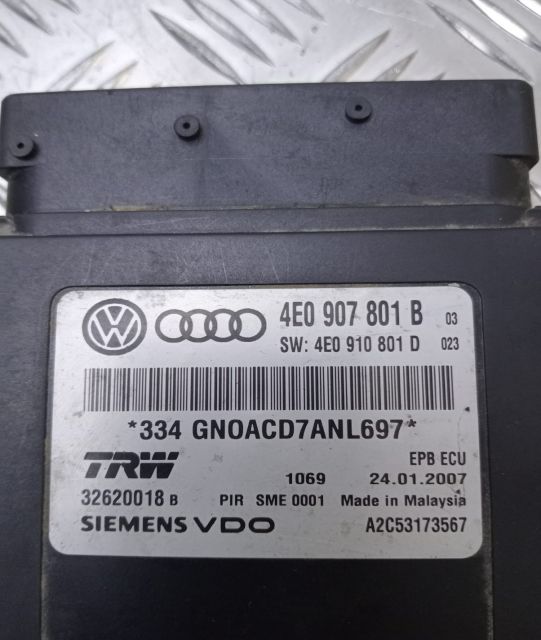 4E0 907 801 B 03
SW: 4E0 910 801 D 023
*334 GN0ACD7ANL697*
TRW EPB ECU
1069 24.01.2007
32620018 B PIR SME 0001 Made in Malaysia
SIEMENS VDO A2C53173567